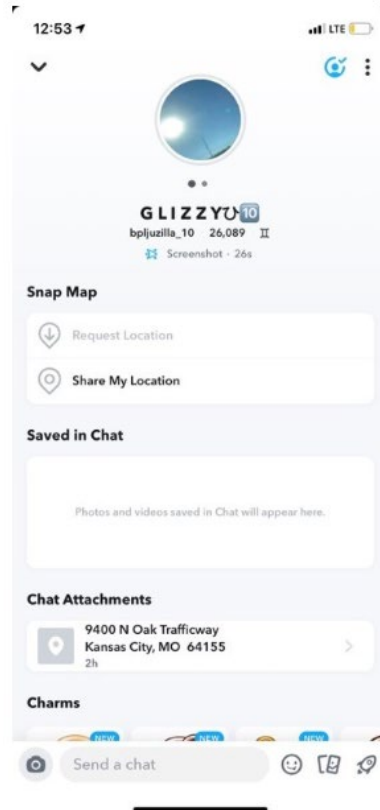 12:53
LTE
G L I Z Z Yひ🔟
bpljuzilla_10 26,089 ♊
Screenshot · 26s
Snap Map
Request Location
Share My Location
Saved in Chat
Photos and videos saved in Chat will appear here.
Chat Attachments
9400 N Oak Trafficway
Kansas City, MO 64155
2h
Charms
NEW NEW NEW
Send a chat